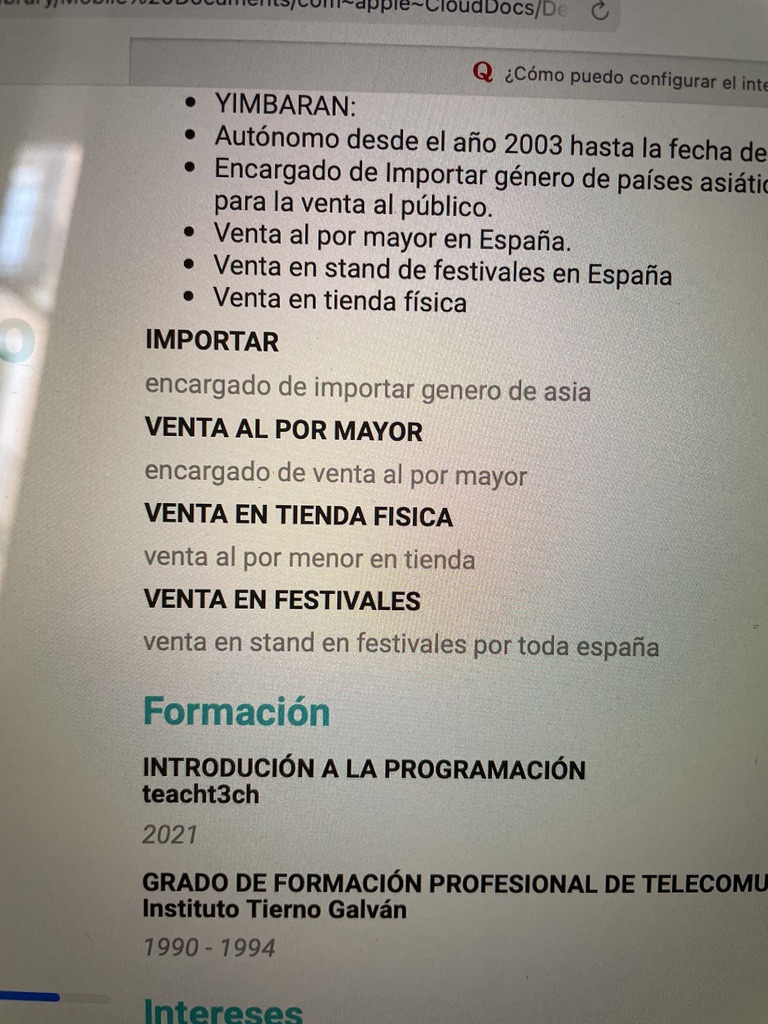 CloudDocs/De
¿Cómo puedo configurar el inte
YIMBARAN:
Autónomo desde el año 2003 hasta la fecha de
Encargado de Importar género de países asiátic
para la venta al público.
Venta al por mayor en España.
Venta en stand de festivales en España
Venta en tienda física
IMPORTAR
encargado de importar genero de asia
VENTA AL POR MAYOR
encargado de venta al por mayor
VENTA EN TIENDA FISICA
venta al por menor en tienda
VENTA EN FESTIVALES
venta en stand en festivales por toda españa
Formación
INTRODUCIÓN A LA PROGRAMACIÓN
teacht3ch
2021
GRADO DE FORMACIÓN PROFESIONAL DE TELECOMU
Instituto Tierno Galván
1990 - 1994
Intereses